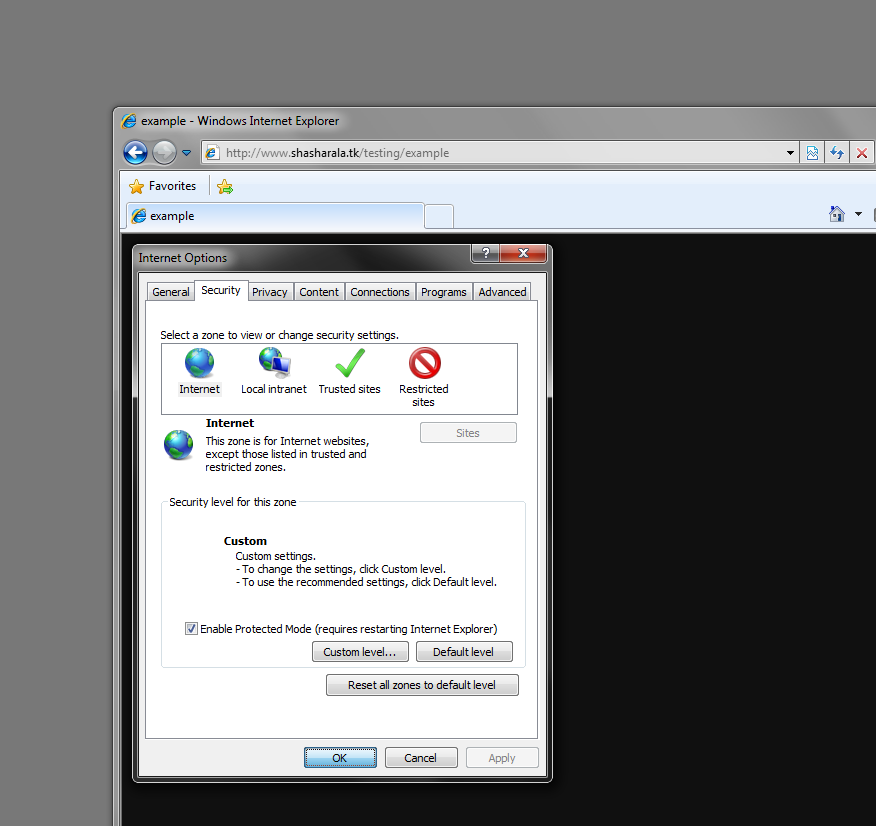 example - Windows Internet Explorer
http://www.shasharala.tk/testing/example
Favorites
example
Internet Options
?
General Security Privacy Content Connections Programs Advanced
Select a zone to view or change security settings.
Internet Local intranet Trusted sites Restricted
sites
Internet
Sites
This zone is for Internet websites,
except those listed in trusted and
restricted zones.
Security level for this zone
Custom
Custom settings.
- To change the settings, click Custom level.
- To use the recommended settings, click Default level.
Enable Protected Mode (requires restarting Internet Explorer)
Custom level... Default level
Reset all zones to default level
OK Cancel Apply